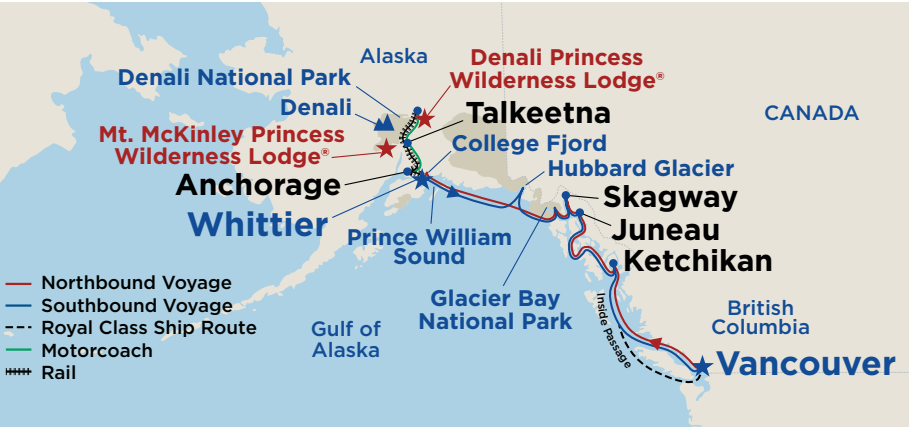 Alaska
Denali Princess
Wilderness Lodge®
Denali National Park
Denali
Talkeetna
CANADA
Mt. McKinley Princess
Wilderness Lodge®
College Fjord
Hubbard Glacier
Anchorage
Skagway
Whittier
Juneau
Prince William
Sound
Ketchikan
Northbound Voyage
Southbound Voyage
Royal Class Ship Route
Motorcoach
Rail
Glacier Bay
National Park
Inside Passage
Gulf of
Alaska
British
Columbia
Vancouver